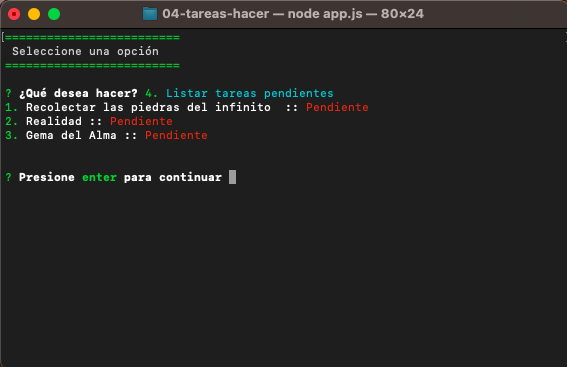 04-tareas-hacer — node app.js — 80×24
[=========================
Seleccione una opción
=========================
? ¿Qué desea hacer? 4. Listar tareas pendientes
1. Recolectar las piedras del infinito  :: Pendiente
2. Realidad :: Pendiente
3. Gema del Alma :: Pendiente
? Presione enter para continuar